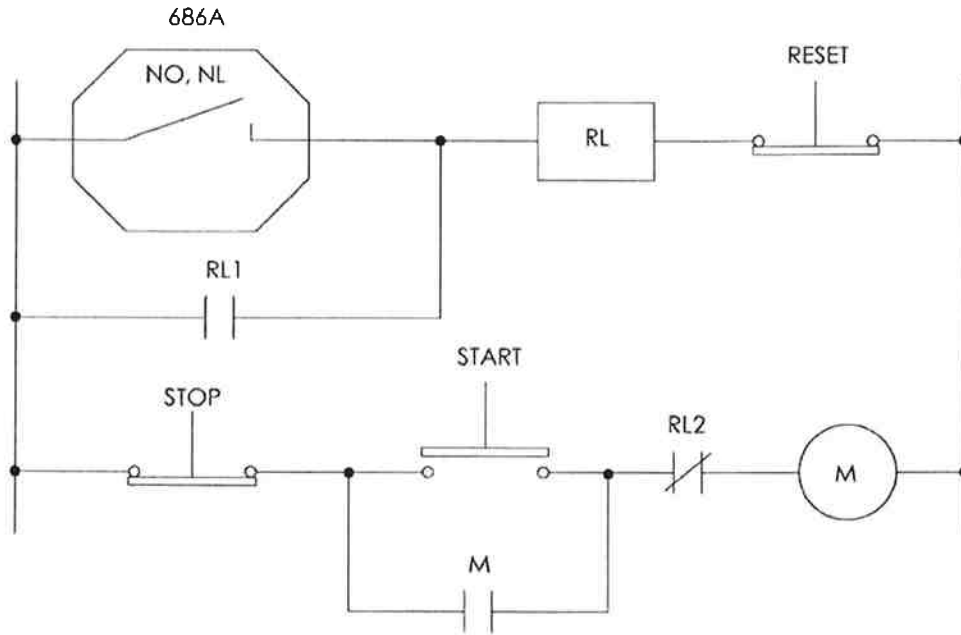 686A
NO, NL
RESET
RL
RL1
START
STOP
RL2
M
M